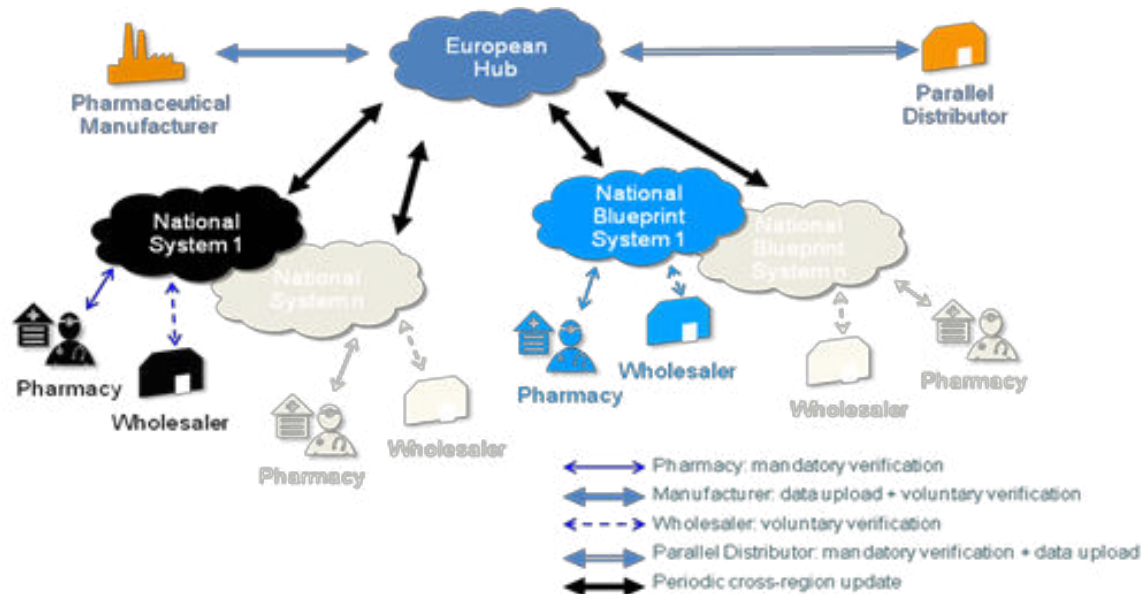 European
Hub
Pharmaceutical
Manufacturer
Parallel
Distributor
National
System 1
National
System n
National
Blueprint
System 1
National
Blueprint
System n
Pharmacy
Wholesaler
Pharmacy
Wholesaler
Pharmacy
Wholesaler
Wholesaler
Pharmacy
Pharmacy: mandatory verification
Manufacturer: data upload + voluntary verification
Wholesaler: voluntary verification
Parallel Distributor: mandatory verification + data upload
Periodic cross-region update